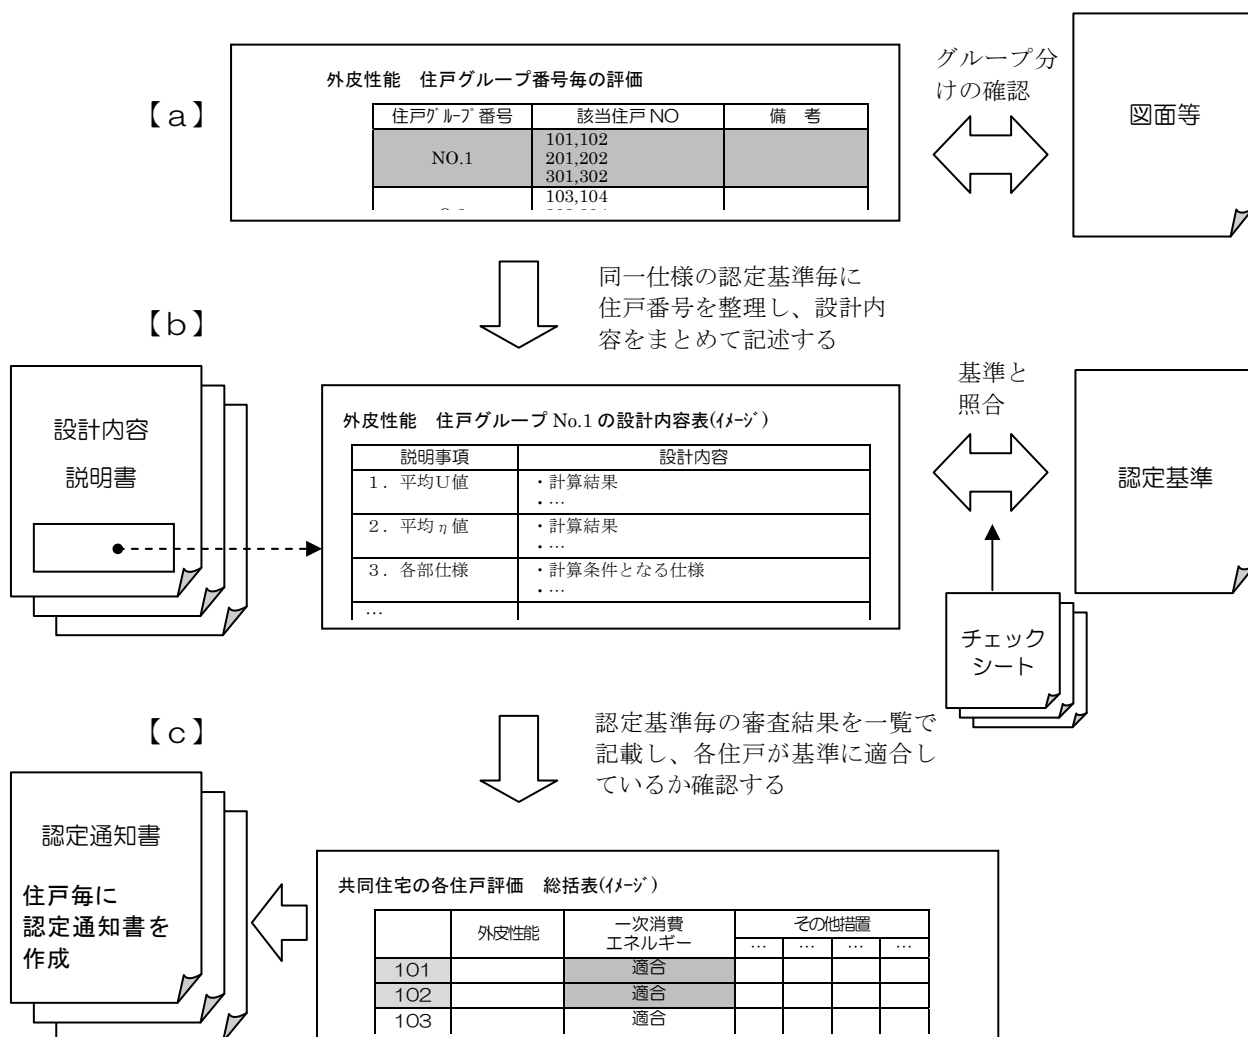 【a】
外皮性能　住戸グループ番号毎の評価
住戸ｸﾞﾙｰﾌﾟ番号　該当住戸 NO　備　考
NO.1
101,102
201,202
301,302
103,104
グループ分
けの確認
図面等
同一仕様の認定基準毎に
住戸番号を整理し、設計内
容をまとめて記述する
【b】
設計内容
説明書
外皮性能　住戸グループ No.1 の設計内容表(ｲﾒｰｼﾞ)
説明事項　設計内容
1．平均U値　・計算結果
・…
2．平均η値　・計算結果
・…
3．各部仕様　・計算条件となる仕様
・…
…
基準と
照合
認定基準
チェック
シート
認定基準毎の審査結果を一覧で
記載し、各住戸が基準に適合し
ているか確認する
【c】
認定通知書
住戸毎に
認定通知書を
作成
共同住宅の各住戸評価　総括表(ｲﾒｰｼﾞ)
外皮性能　一次消費
エネルギー　その他措置
…　…　…　…
101　適合
102　適合
103　適合